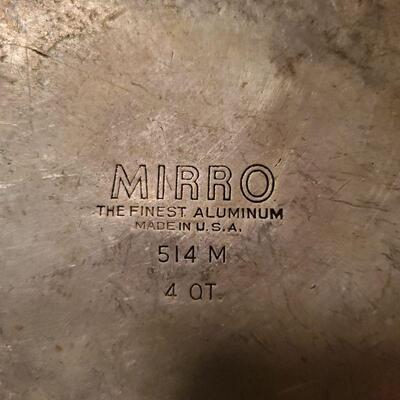 MIRRO
THE FINEST ALUMINUM
MADE IN U.S.A.
514 M
4 QT.